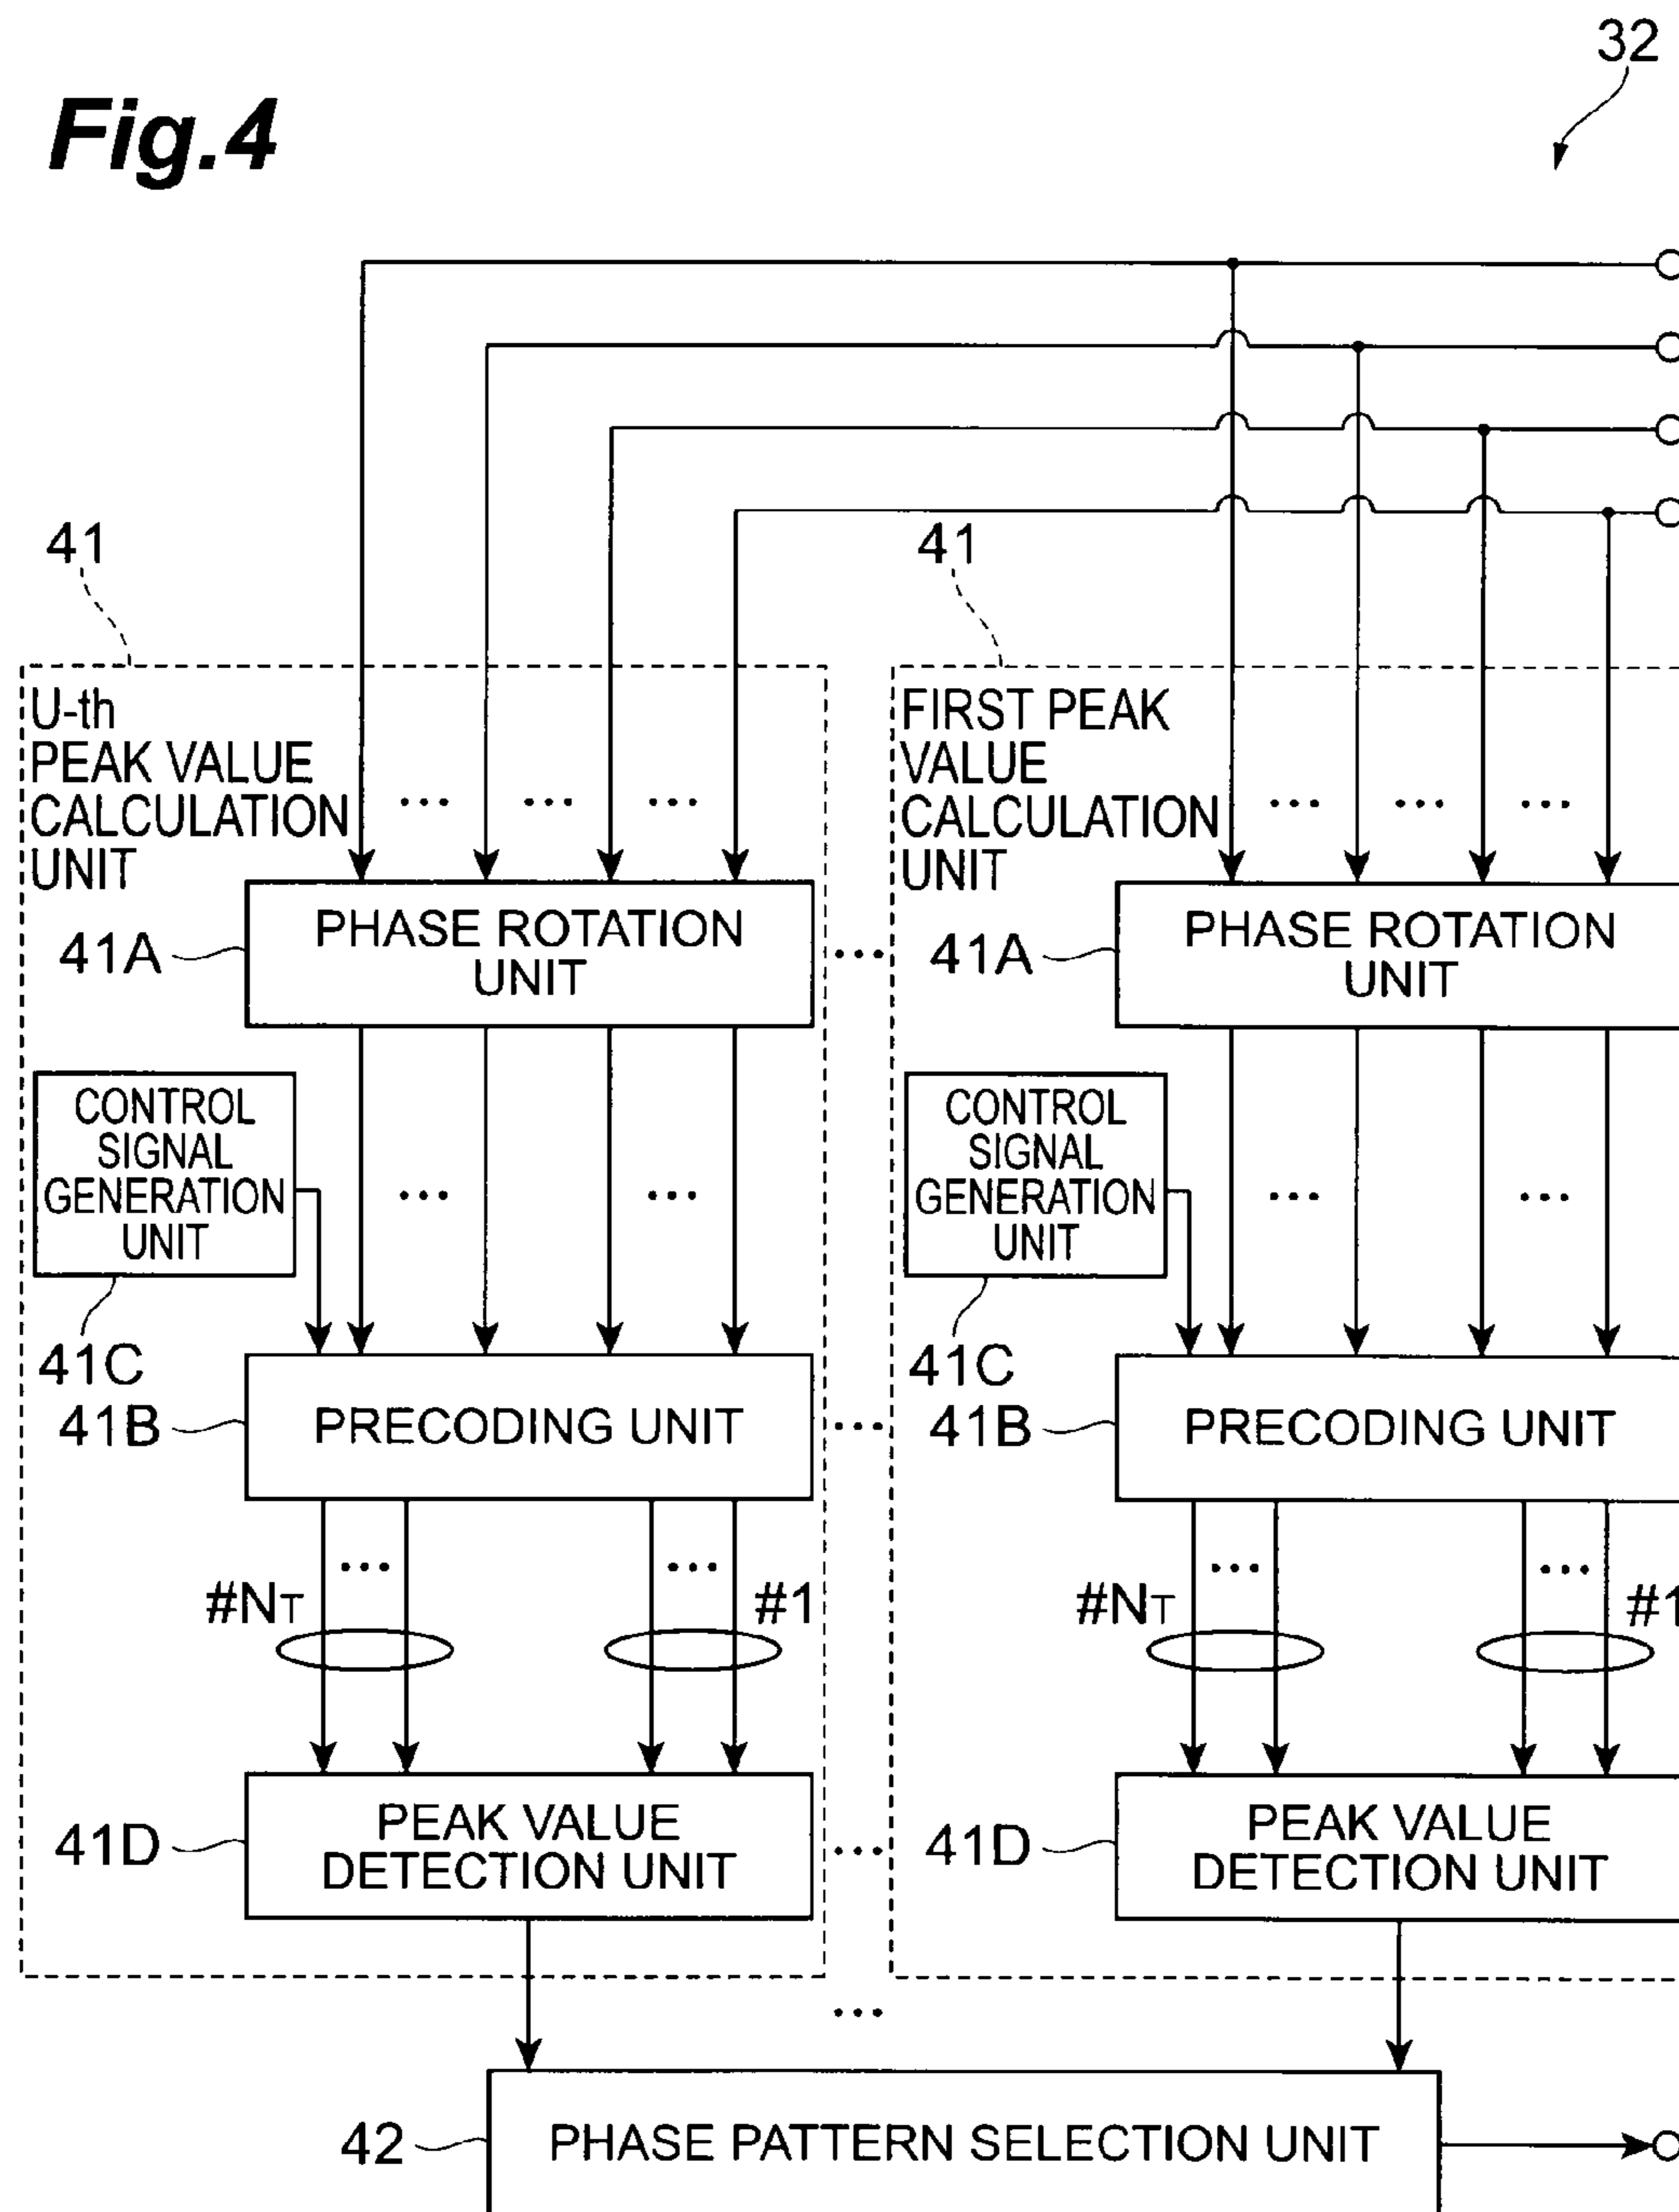 32
Fig.4
41
41
U-th
PEAK VALUE
CALCULATION
UNIT
FIRST PEAK
VALUE
CALCULATION
UNIT
... ... ...
... ... ...
PHASE ROTATION
UNIT
41A
...
PHASE ROTATION
UNIT
41A
CONTROL
SIGNAL
GENERATION
UNIT
... ...
CONTROL
SIGNAL
GENERATION
UNIT
... ...
41C
41C
41B
PRECODING UNIT
...
41B
PRECODING UNIT
... ...
... ...
#NT
#1
#NT
#1
41D
PEAK VALUE
DETECTION UNIT
...
41D
PEAK VALUE
DETECTION UNIT
...
42
PHASE PATTERN SELECTION UNIT